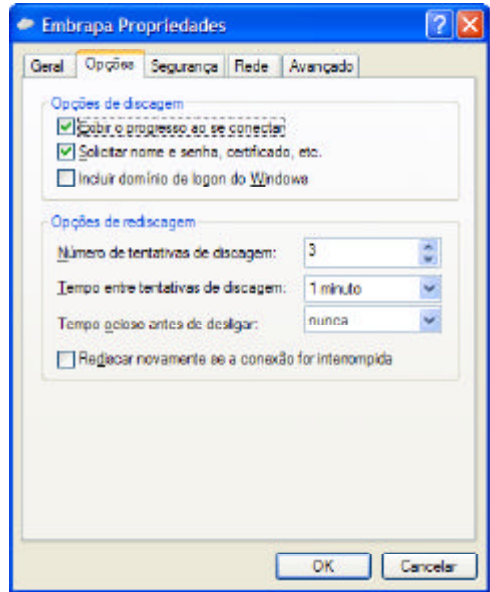 Embrapa Propriedades
Geral Opções Segurança Rede Avançado
Opções de discagem
Exibir o progresso ao se conectar
Solicitar nome e senha, certificado, etc.
Incluir domínio de logon do Windows
Opções de rediscagem
Número de tentativas de discagem: 3
Tempo entre tentativas de discagem: 1 minuto
Tempo ocioso antes de desligar: nunca
Rediscar novamente se a conexão for interrompida
OK Cancelar